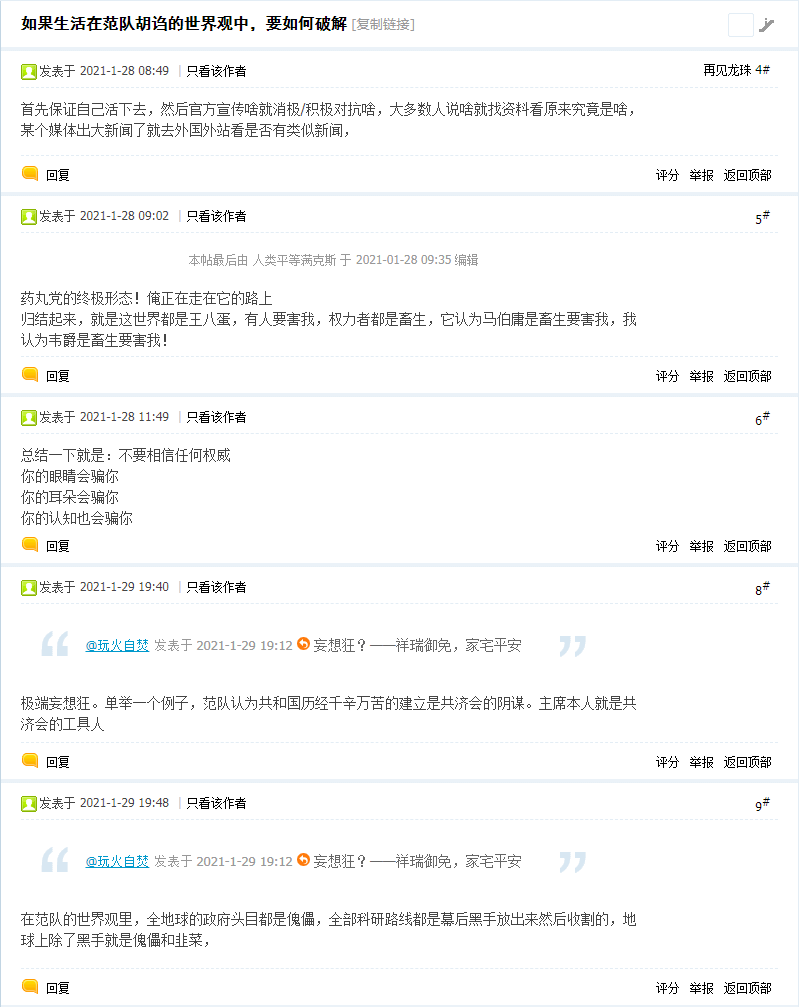 如果生活在范队胡诌的世界观中，要如何破解 [复制链接]
发表于 2021-1-28 08:49 | 只看该作者 再见龙珠 4#
首先保证自己活下去，然后官方宣传啥就消极/积极对抗啥，大多数人说啥就找资料看原来究竟是啥，
某个媒体出大新闻了就去外国外站看是否有类似新闻，
回复 评分 举报 返回顶部
发表于 2021-1-28 09:02 | 只看该作者 5#
本帖最后由 人类平等满克斯 于 2021-01-28 09:35 编辑
药丸党的终极形态！俺正在走在它的路上
归结起来，就是这世界都是王八蛋，有人要害我，权力者都是畜生，它认为马伯庸是畜生要害我，我
认为韦爵是畜生要害我！
回复 评分 举报 返回顶部
发表于 2021-1-28 11:49 | 只看该作者 6#
总结一下就是：不要相信任何权威
你的眼睛会骗你
你的耳朵会骗你
你的认知也会骗你
回复 评分 举报 返回顶部
发表于 2021-1-29 19:40 | 只看该作者 8#
@玩火自焚 发表于 2021-1-29 19:12 妄想狂？——祥瑞御免，家宅平安
极端妄想狂。单举一个例子，范队认为共和国历经千辛万苦的建立是共济会的阴谋。主席本人就是共
济会的工具人
回复 评分 举报 返回顶部
发表于 2021-1-29 19:48 | 只看该作者 9#
@玩火自焚 发表于 2021-1-29 19:12 妄想狂？——祥瑞御免，家宅平安
在范队的世界观里，全地球的政府头目都是傀儡，全部科研路线都是幕后黑手放出来然后收割的，地
球上除了黑手就是傀儡和韭菜，
回复 评分 举报 返回顶部